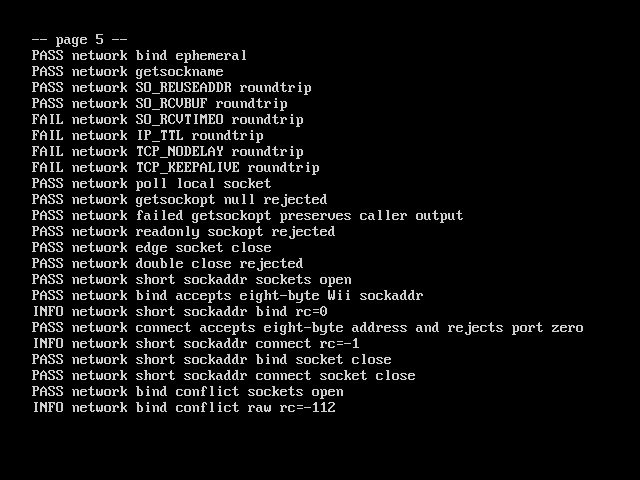 -- page 5 --
PASS network bind ephemeral
PASS network getsockname
PASS network SO_REUSEADDR roundtrip
PASS network SO_RCVBUF roundtrip
FAIL network SO_RCVTIMEO roundtrip
FAIL network IP_TTL roundtrip
FAIL network TCP_NODELAY roundtrip
FAIL network TCP_KEEPALIVE roundtrip
PASS network poll local socket
PASS network getsockopt null rejected
PASS network failed getsockopt preserves caller output
PASS network readonly sockopt rejected
PASS network edge socket close
PASS network double close rejected
PASS network short sockaddr sockets open
PASS network bind accepts eight-byte Wii sockaddr
INFO network short sockaddr bind rc=0
PASS network connect accepts eight-byte address and rejects port zero
INFO network short sockaddr connect rc=-1
PASS network short sockaddr bind socket close
PASS network short sockaddr connect socket close
PASS network bind conflict sockets open
INFO network bind conflict raw rc=-112